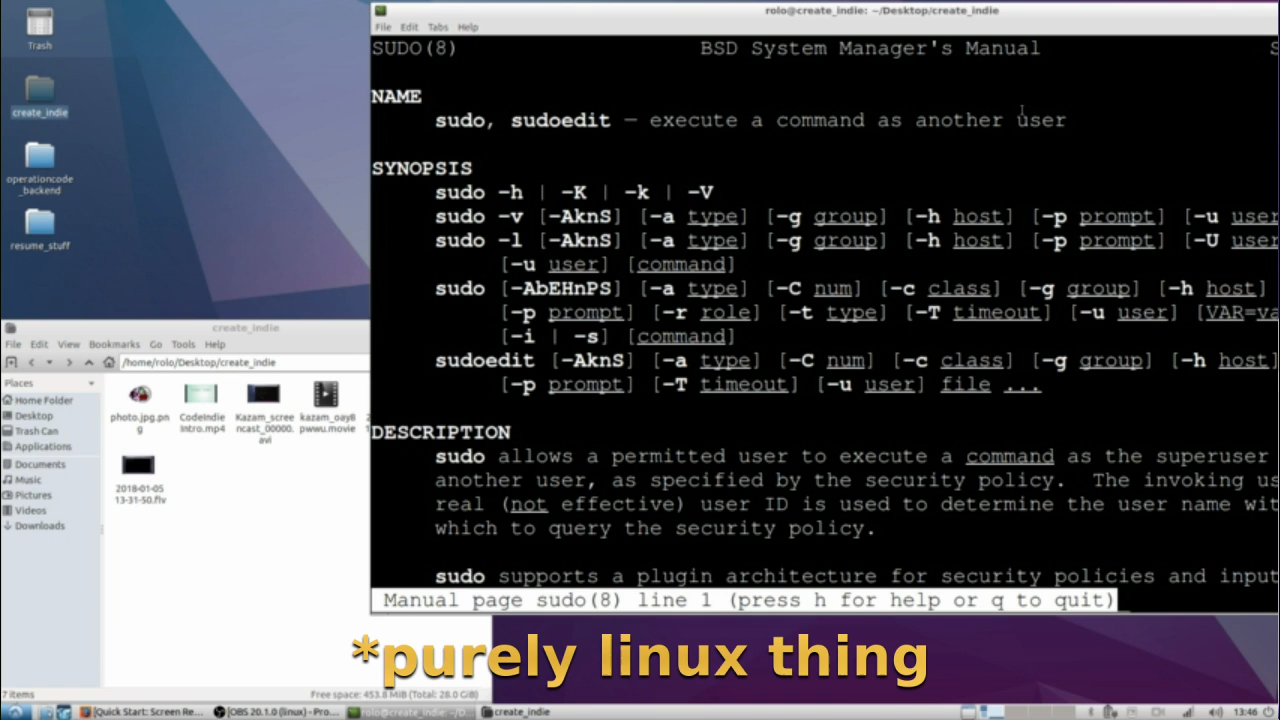 Trash
create_indie
operationcode
_backend
resume_stuff
rolo@create_indie: ~/Desktop/create_indie
File Edit Tabs Help
SUDO(8) BSD System Manager's Manual
NAME
sudo, sudoedit — execute a command as another user
SYNOPSIS
sudo -h | -K | -k | -V
sudo -v [-AknS] [-a type] [-g group] [-h host] [-p prompt] [-u user
sudo -l [-AknS] [-a type] [-g group] [-h host] [-p prompt] [-U user
[-u user] [command]
sudo [-AbEHnPS] [-a type] [-C num] [-c class] [-g group] [-h host]
[-p prompt] [-r role] [-t type] [-T timeout] [-u user] [VAR=va
[-i | -s] [command]
sudoedit [-AknS] [-a type] [-C num] [-c class] [-g group] [-h host]
[-p prompt] [-T timeout] [-u user] file ...
DESCRIPTION
sudo allows a permitted user to execute a command as the superuser
another user, as specified by the security policy. The invoking us
real (not effective) user ID is used to determine the user name wit
which to query the security policy.
sudo supports a plugin architecture for security policies and input
Manual page sudo(8) line 1 (press h for help or q to quit)
create_indie
File Edit View Bookmarks Go Tools Help
/home/rolo/Desktop/create_indie
Places
Home Folder
Desktop
Trash Can
Applications
Documents
Music
Pictures
Videos
Downloads
photo.jpg.pn
g
CodeIndie
Intro.mp4
Kazam_scree
ncast_00000.
avi
kazam_oay8
pwwu.movie
2018-01-05
13-31-50.flv
7 items Free space: 453.8 MiB (Total: 28.0 GiB)
*purely linux thing
[Quick Start: Screen Re... [OBS 20.1.0 (linux) - Pro... rolo@create_indie: ~/D... create_indie 13:46